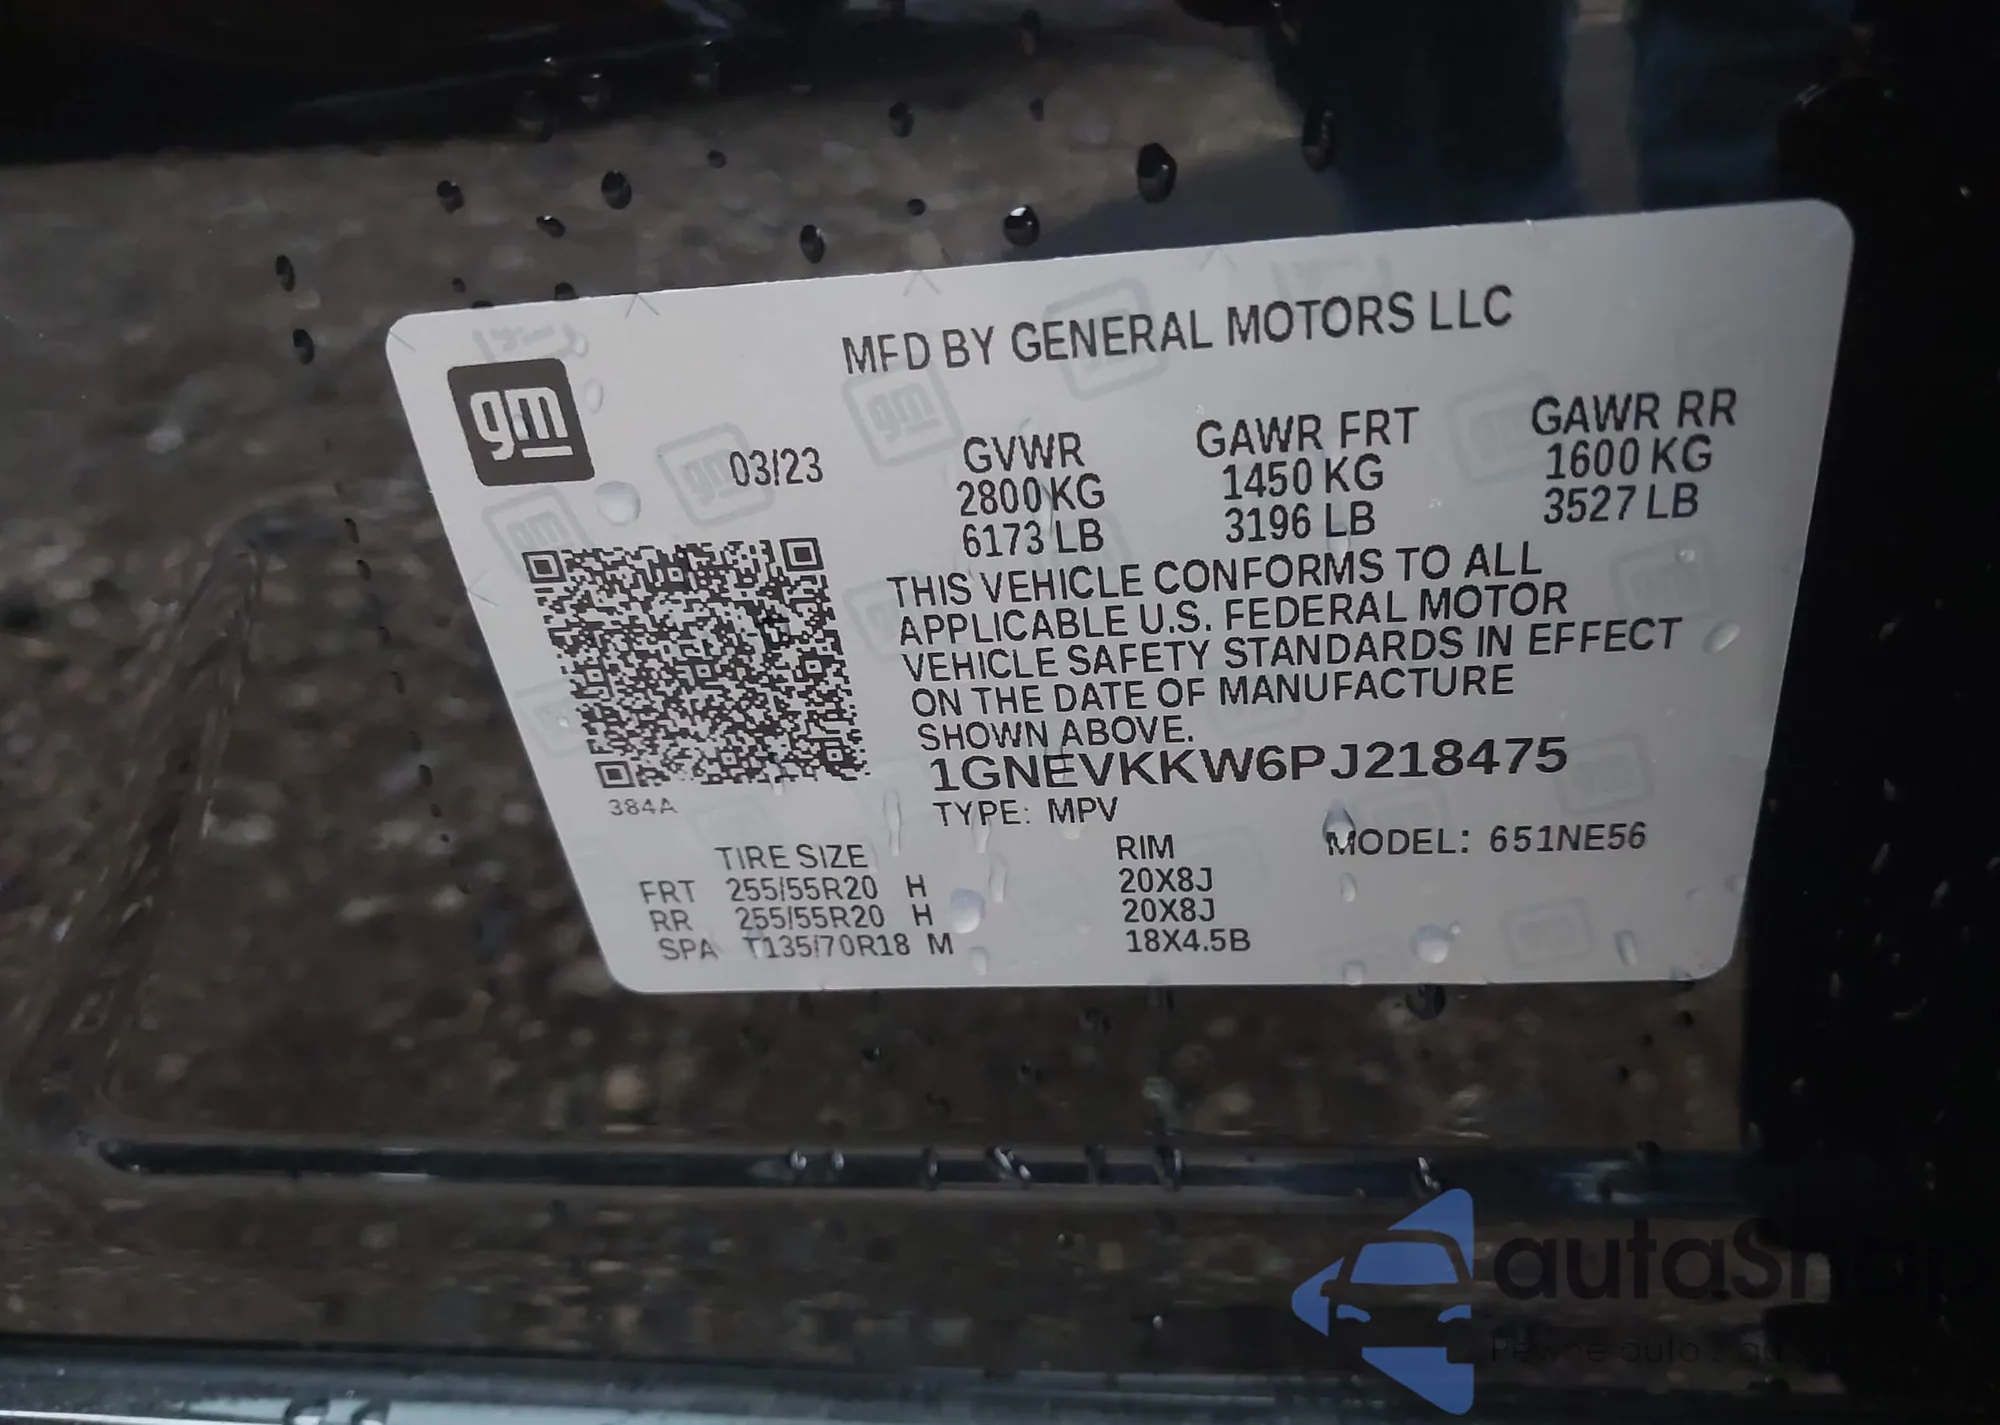 MFD BY GENERAL MOTORS LLC
gm
03/23
GVWR GAWR FRT GAWR RR
2800 KG 1450 KG 1600 KG
6173 LB 3196 LB 3527 LB
THIS VEHICLE CONFORMS TO ALL
APPLICABLE U.S. FEDERAL MOTOR
VEHICLE SAFETY STANDARDS IN EFFECT
ON THE DATE OF MANUFACTURE
SHOWN ABOVE.
1GNEVKKW6PJ218475
384A
TYPE: MPV
MODEL: 651NE56
TIRE SIZE RIM
FRT 255/55R20 H 20X8J
RR 255/55R20 H 20X8J
SPA T135/70R18 M 18X4.5B
autaSnap
Pewne auto z